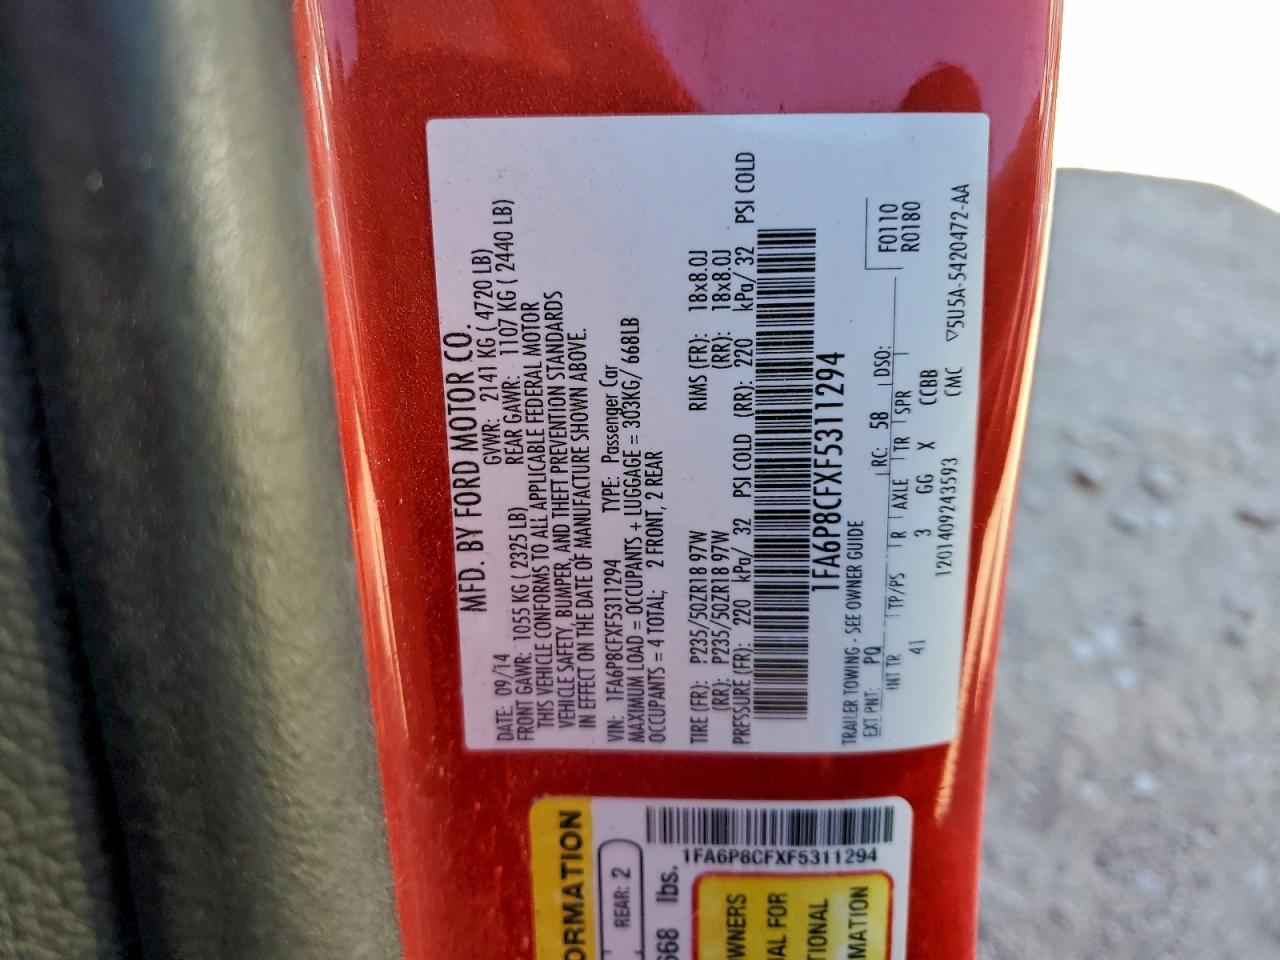 MFD. BY FORD MOTOR CO.
DATE: 09/14 GVWR: 2141 KG ( 4720 LB)
FRONT GAWR: 1055 KG ( 2325 LB) REAR GAWR: 1107 KG ( 2440 LB)
THIS VEHICLE CONFORMS TO ALL APPLICABLE FEDERAL MOTOR
VEHICLE SAFETY, BUMPER, AND THEFT PREVENTION STANDARDS
IN EFFECT ON THE DATE OF MANUFACTURE SHOWN ABOVE.
VIN: 1FA6P8CFXF5311294 TYPE: Passenger Car
MAXIMUM LOAD = OCCUPANTS + LUGGAGE = 303KG/ 668LB
OCCUPANTS = 4 TOTAL; 2 FRONT, 2 REAR
TIRE (FR): P235/50ZR18 97W RIMS (FR): 18x8.0J
(RR): P235/50ZR18 97W (RR): 18x8.0J
PRESSURE (FR): 220 kPa/ 32 PSI COLD (RR): 220 kPa/ 32 PSI COLD
1FA6P8CFXF5311294
TRAILER TOWING - SEE OWNER GUIDE
F0110
EXT PNT: PQ RC: 58 DSO: R0180
INT TR TP/PS R AXLE TR SPR
41 3 GG X CCBB
1201409243593 CMC ▽5U5A-5420472-AA
ORMATION
REAR: 2
668 lbs.
1FA6P8CFXF5311294
OWNERS
AL FOR
TIONAL
MATION